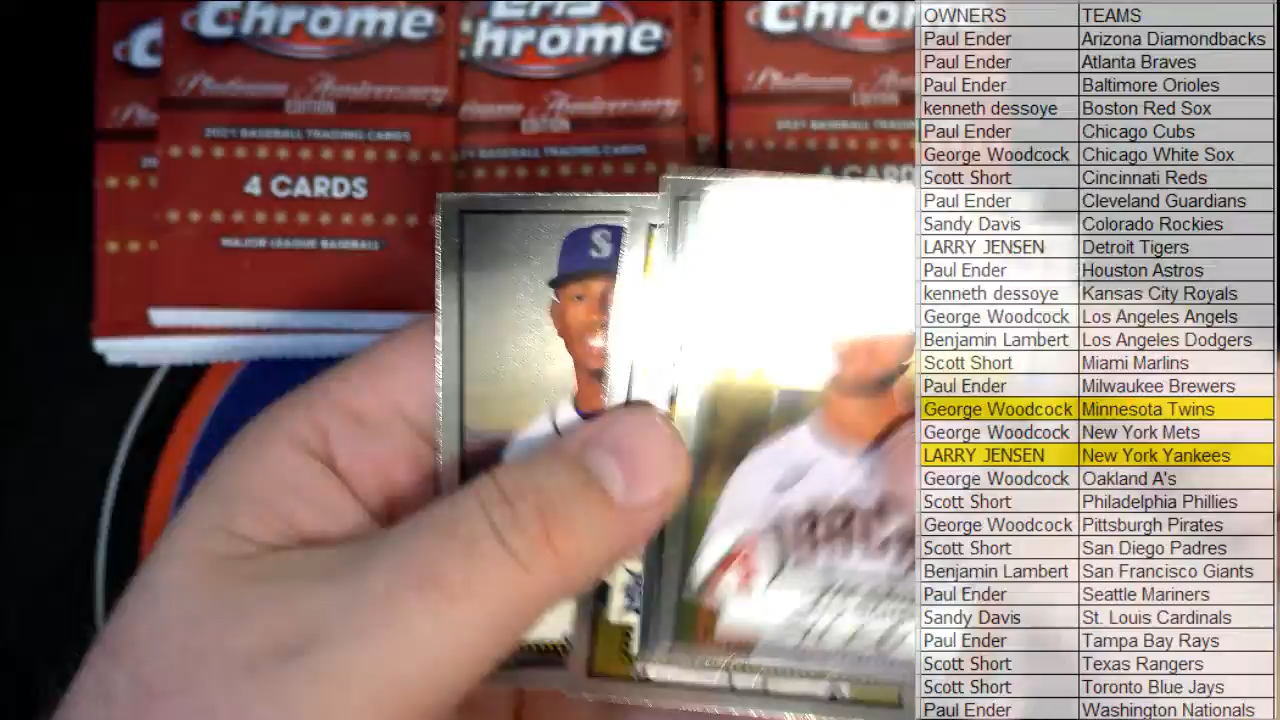 Chrome
Chrome
Chrome
Platinum Anniversary
EDITION
EDITION
2021 BASEBALL TRADING CARDS
4 CARDS
MAJOR LEAGUE BASEBALL
S
OWNERS TEAMS
Paul Ender Arizona Diamondbacks
Paul Ender Atlanta Braves
Paul Ender Baltimore Orioles
kenneth dessoye Boston Red Sox
Paul Ender Chicago Cubs
George Woodcock Chicago White Sox
Scott Short Cincinnati Reds
Paul Ender Cleveland Guardians
Sandy Davis Colorado Rockies
LARRY JENSEN Detroit Tigers
Paul Ender Houston Astros
kenneth dessoye Kansas City Royals
George Woodcock Los Angeles Angels
Benjamin Lambert Los Angeles Dodgers
Scott Short Miami Marlins
Paul Ender Milwaukee Brewers
George Woodcock Minnesota Twins
George Woodcock New York Mets
LARRY JENSEN New York Yankees
George Woodcock Oakland A's
Scott Short Philadelphia Phillies
George Woodcock Pittsburgh Pirates
Scott Short San Diego Padres
Benjamin Lambert San Francisco Giants
Paul Ender Seattle Mariners
Sandy Davis St. Louis Cardinals
Paul Ender Tampa Bay Rays
Scott Short Texas Rangers
Scott Short Toronto Blue Jays
Paul Ender Washington Nationals